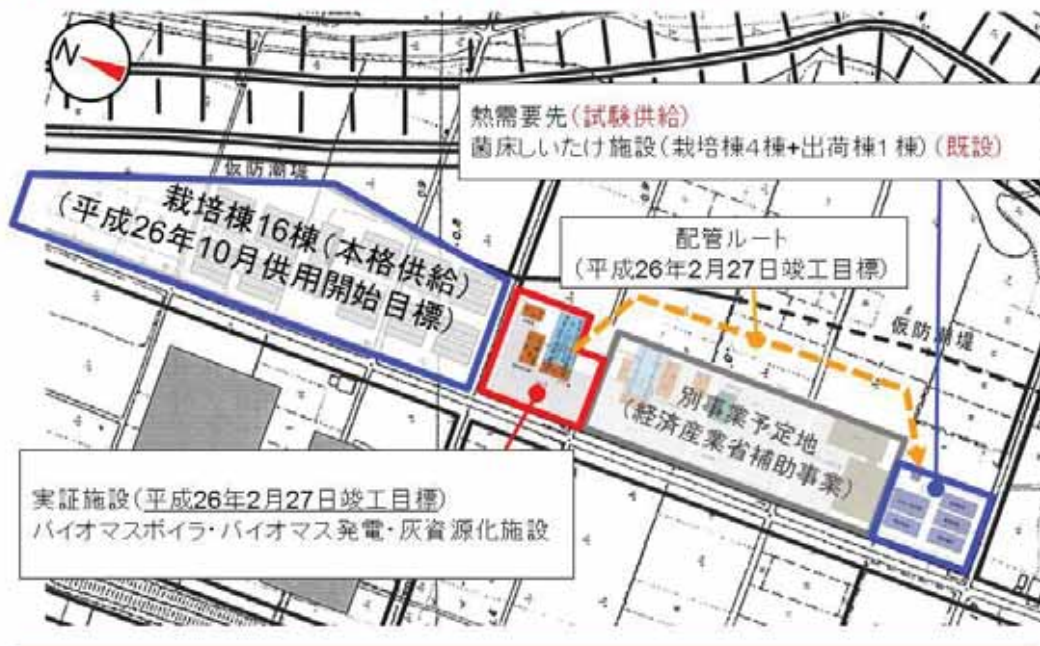 N
熱需要先(試験供給)
菌床しいたけ施設(栽培棟4棟+出荷棟1棟)(既設)
仮防潮堤
栽培棟16棟(本格供給)
(平成26年10月供用開始目標)
配管ルート
(平成26年2月27日竣工目標)
仮防潮堤
別事業予定地
(経済産業省補助事業)
実証施設(平成26年2月27日竣工目標)
バイオマスボイラ・バイオマス発電・灰資源化施設